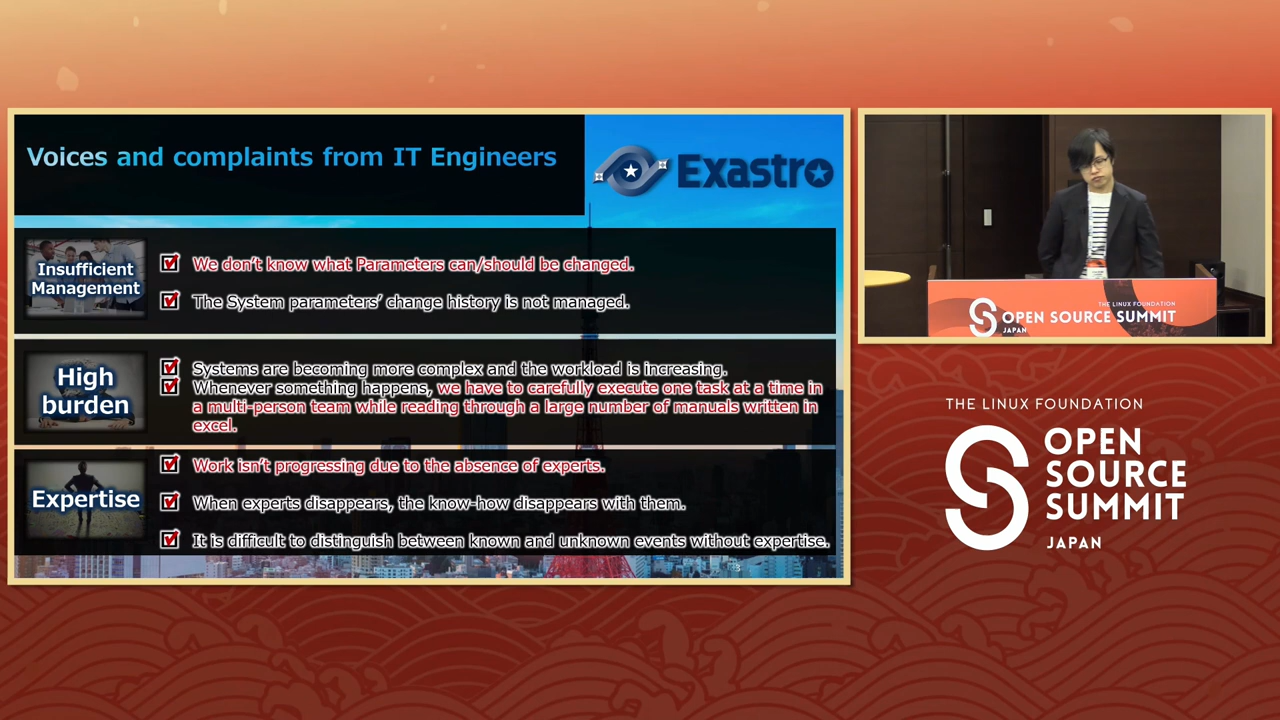 Voices and complaints from IT Engineers
Exastro
Insufficient
Management
We don't know what Parameters can/should be changed.
The System parameters' change history is not managed.
High
burden
Systems are becoming more complex and the workload is increasing.
Whenever something happens, we have to carefully execute one task at a time in
a multi-person team while reading through a large number of manuals written in
excel.
Expertise
Work isn't progressing due to the absence of experts.
When experts disappears, the know-how disappears with them.
It is difficult to distinguish between known and unknown events without expertise.
3
THE LINUX FOUNDATION
OPEN SOURCE SUMMIT
JAPAN
THE LINUX FOUNDATION
OPEN
SOURCE
SUMMIT
JAPAN